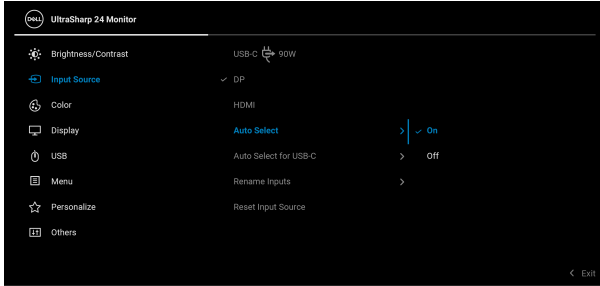 DELL UltraSharp 24 Monitor
Brightness/Contrast USB-C 90W
Input Source DP
Color HDMI
Display Auto Select On
USB Auto Select for USB-C Off
Menu Rename Inputs
Personalize Reset Input Source
Others
Exit